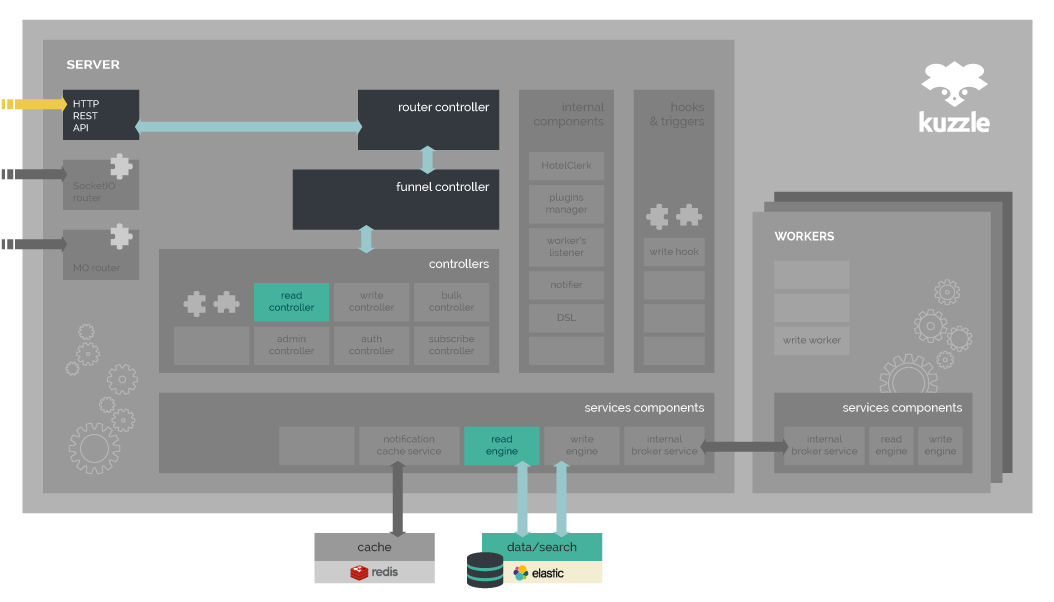 SERVER
HTTP
REST
API
SocketIO
router
MQ router
router controller
funnel controller
controllers
read
controller
write
controller
bulk
controller
admin
controller
auth
controller
subscribe
controller
internal
components
HotelClerk
plugins
manager
worker's
listener
notifier
DSL
hooks
& triggers
write hook
services components
notification
cache service
read
engine
write
engine
internal
broker service
kuzzle
WORKERS
write worker
services components
internal
broker service
read
engine
write
engine
cache
redis
data/search
elastic